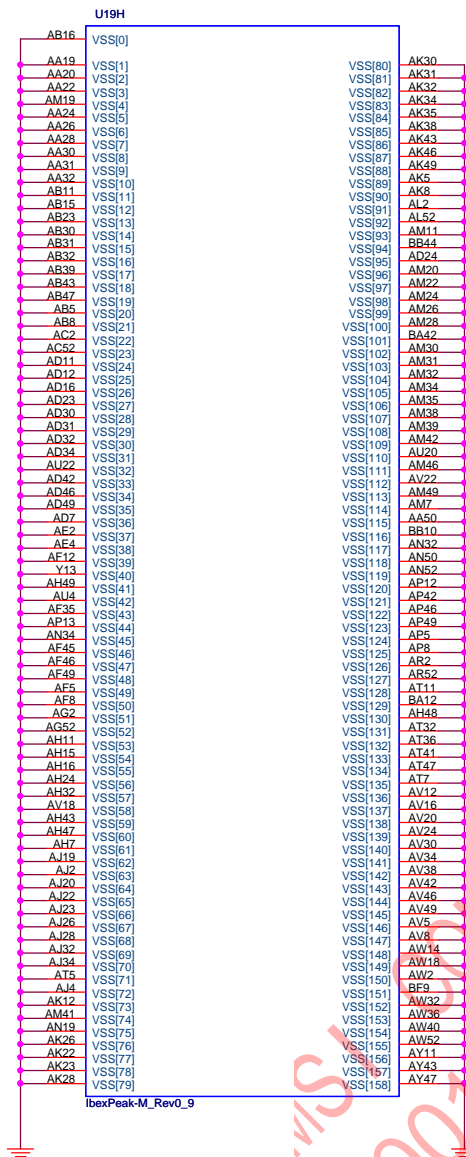 U19H
AB16 VSS[0]
AA19 VSS[1] VSS[80] AK30
AA20 VSS[2] VSS[81] AK31
AA22 VSS[3] VSS[82] AK32
AM19 VSS[4] VSS[83] AK34
AA24 VSS[5] VSS[84] AK35
AA26 VSS[6] VSS[85] AK38
AA28 VSS[7] VSS[86] AK43
AA30 VSS[8] VSS[87] AK46
AA31 VSS[9] VSS[88] AK49
AA32 VSS[10] VSS[89] AK5
AB11 VSS[11] VSS[90] AK8
AB15 VSS[12] VSS[91] AL2
AB23 VSS[13] VSS[92] AL52
AB30 VSS[14] VSS[93] AM11
AB31 VSS[15] VSS[94] BB44
AB32 VSS[16] VSS[95] AD24
AB39 VSS[17] VSS[96] AM20
AB43 VSS[18] VSS[97] AM22
AB47 VSS[19] VSS[98] AM24
AB5 VSS[20] VSS[99] AM26
AB8 VSS[21] VSS[100] AM28
AC2 VSS[22] VSS[101] BA42
AC52 VSS[23] VSS[102] AM30
AD11 VSS[24] VSS[103] AM31
AD12 VSS[25] VSS[104] AM32
AD16 VSS[26] VSS[105] AM34
AD23 VSS[27] VSS[106] AM35
AD30 VSS[28] VSS[107] AM38
AD31 VSS[29] VSS[108] AM39
AD32 VSS[30] VSS[109] AM42
AD34 VSS[31] VSS[110] AU20
AU22 VSS[32] VSS[111] AM46
AD42 VSS[33] VSS[112] AV22
AD46 VSS[34] VSS[113] AM49
AD49 VSS[35] VSS[114] AM7
AD7 VSS[36] VSS[115] AA50
AE2 VSS[37] VSS[116] BB10
AE4 VSS[38] VSS[117] AN32
AF12 VSS[39] VSS[118] AN50
Y13 VSS[40] VSS[119] AN52
AH49 VSS[41] VSS[120] AP12
AU4 VSS[42] VSS[121] AP42
AF35 VSS[43] VSS[122] AP46
AP13 VSS[44] VSS[123] AP49
AN34 VSS[45] VSS[124] AP5
AF45 VSS[46] VSS[125] AP8
AF46 VSS[47] VSS[126] AR2
AF49 VSS[48] VSS[127] AR52
AF5 VSS[49] VSS[128] AT11
AF8 VSS[50] VSS[129] BA12
AG2 VSS[51] VSS[130] AH48
AG52 VSS[52] VSS[131] AT32
AH11 VSS[53] VSS[132] AT36
AH15 VSS[54] VSS[133] AT41
AH16 VSS[55] VSS[134] AT47
AH24 VSS[56] VSS[135] AT7
AH32 VSS[57] VSS[136] AV12
AV18 VSS[58] VSS[137] AV16
AH43 VSS[59] VSS[138] AV20
AH47 VSS[60] VSS[139] AV24
AH7 VSS[61] VSS[140] AV30
AJ19 VSS[62] VSS[141] AV34
AJ2 VSS[63] VSS[142] AV38
AJ20 VSS[64] VSS[143] AV42
AJ22 VSS[65] VSS[144] AV46
AJ23 VSS[66] VSS[145] AV49
AJ26 VSS[67] VSS[146] AV5
AJ28 VSS[68] VSS[147] AV8
AJ32 VSS[69] VSS[148] AW14
AJ34 VSS[70] VSS[149] AW18
AT5 VSS[71] VSS[150] AW2
AJ4 VSS[72] VSS[151] BF9
AK12 VSS[73] VSS[152] AW32
AM41 VSS[74] VSS[153] AW36
AN19 VSS[75] VSS[154] AW40
AK26 VSS[76] VSS[155] AW52
AK22 VSS[77] VSS[156] AY11
AK23 VSS[78] VSS[157] AY43
AK28 VSS[79] VSS[158] AY47
IbexPeak-M_Rev0_9
MSI